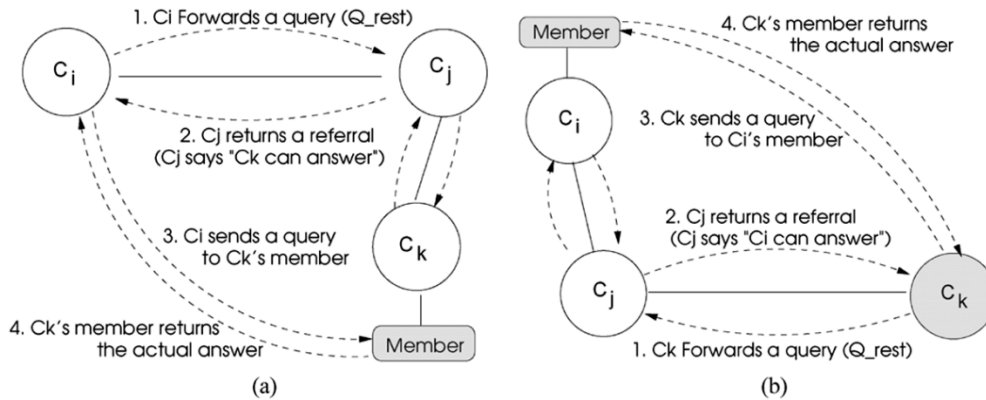 1. Ci Forwards a query (Q_rest)
Ci
Cj
2. Cj returns a referral
(Cj says "Ck can answer")
Ck
3. Ci sends a query
to Ck's member
4. Ck's member returns
the actual answer
Member
(a)
Member
4. Ck's member returns
the actual answer
Ci
3. Ck sends a query
to Ci's member
2. Cj returns a referral
(Cj says "Ci can answer")
Cj
Ck
1. Ck Forwards a query (Q_rest)
(b)